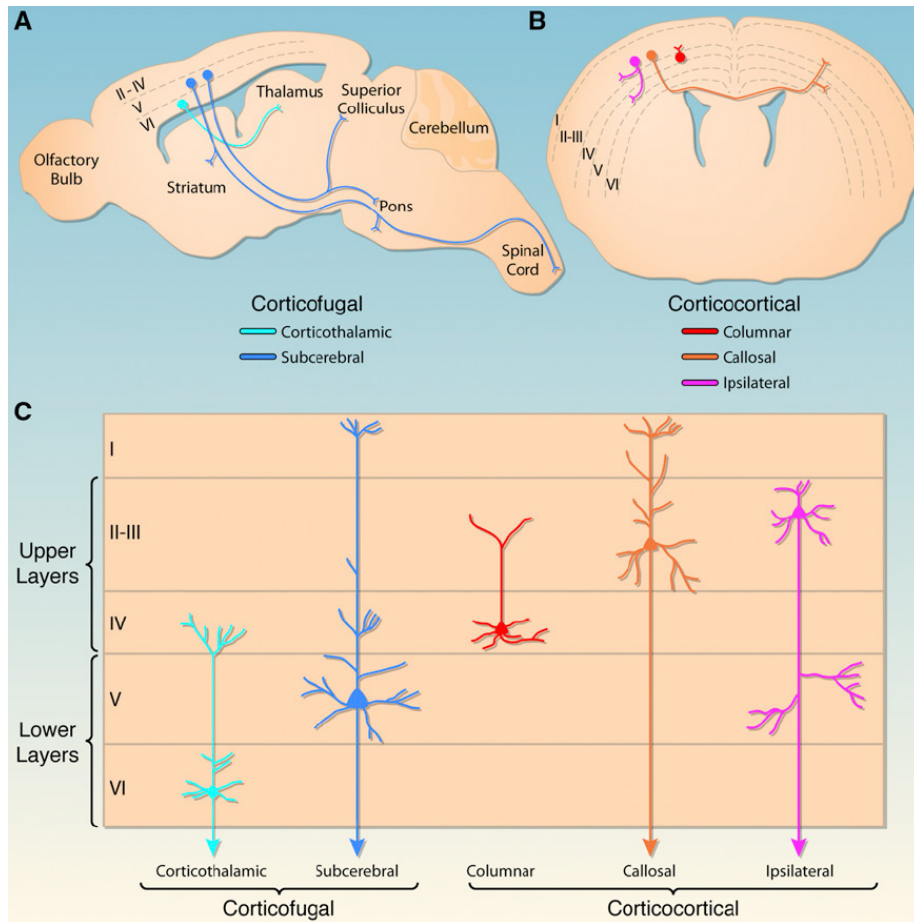 A
II - IV
V
VI
Thalamus
Superior
Colliculus
Cerebellum
Olfactory
Bulb
Striatum
Pons
Spinal
Cord
Corticofugal
Corticothalamic
Subcerebral
B
I
II-III
IV
V
VI
Corticocortical
Columnar
Callosal
Ipsilateral
C
I
Upper
Layers
II-III
IV
Lower
Layers
V
VI
Corticothalamic
Subcerebral
Columnar
Callosal
Ipsilateral
Corticofugal
Corticocortical